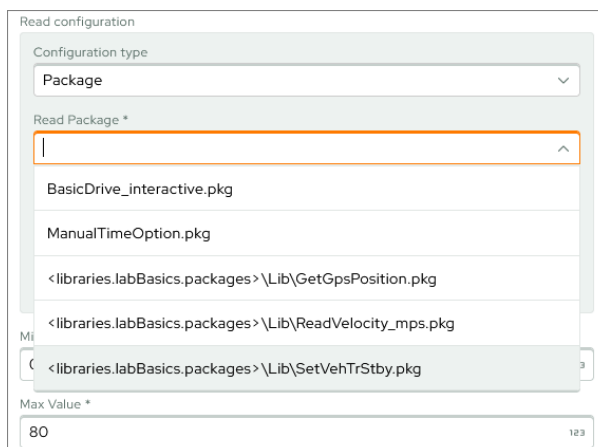 Read configuration
Configuration type
Package
Read Package *
BasicDrive_interactive.pkg
ManualTimeOption.pkg
<libraries.labBasics.packages>\Lib\GetGpsPosition.pkg
<libraries.labBasics.packages>\Lib\ReadVelocity_mps.pkg
<libraries.labBasics.packages>\Lib\SetVehTrStby.pkg
Max Value *
80 123